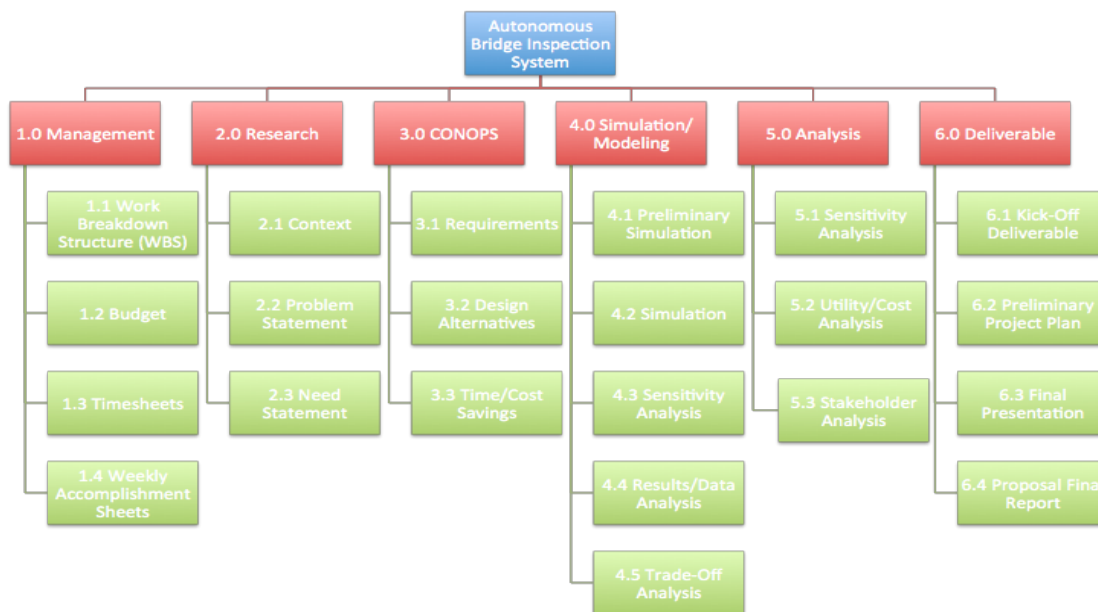 Autonomous
Bridge Inspection
System
1.0 Management
2.0 Research
3.0 CONOPS
4.0 Simulation/
Modeling
5.0 Analysis
6.0 Deliverable
1.1 Work
Breakdown
Structure (WBS)
1.2 Budget
1.3 Timesheets
1.4 Weekly
Accomplishment
Sheets
2.1 Context
2.2 Problem
Statement
2.3 Need
Statement
3.1 Requirements
3.2 Design
Alternatives
3.3 Time/Cost
Savings
4.1 Preliminary
Simulation
4.2 Simulation
4.3 Sensitivity
Analysis
4.4 Results/Data
Analysis
4.5 Trade-Off
Analysis
5.1 Sensitivity
Analysis
5.2 Utility/Cost
Analysis
5.3 Stakeholder
Analysis
6.1 Kick-Off
Deliverable
6.2 Preliminary
Project Plan
6.3 Final
Presentation
6.4 Proposal Final
Report